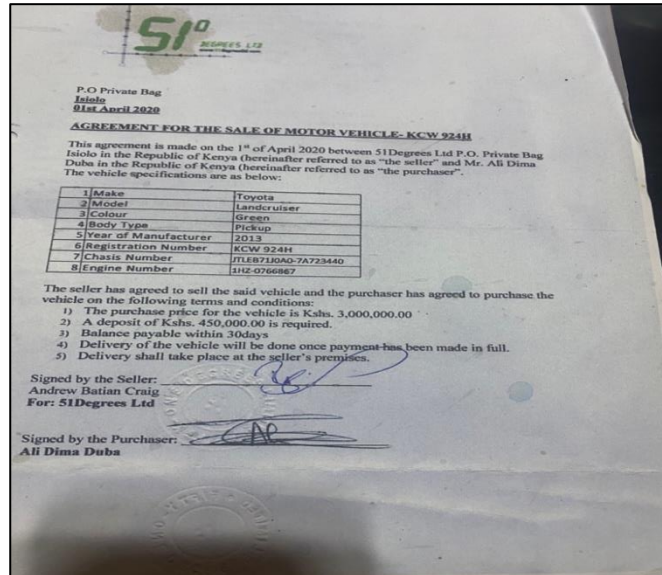 51°
DEGREES LTD
P.O Private Bag
Isiolo
01st April 2020
AGREEMENT FOR THE SALE OF MOTOR VEHICLE- KCW 924H
This agreement is made on the 1st of April 2020 between 51Degrees Ltd P.O. Private Bag
Isiolo in the Republic of Kenya (hereinafter referred to as "the seller" and Mr. Ali Dima
Duba in the Republic of Kenya (hereinafter referred to as "the purchaser".
The vehicle specifications are as below:
1 Make Toyota
2 Model Landcruiser
3 Colour Green
4 Body Type Pickup
5 Year of Manufacturer 2013
6 Registration Number KCW 924H
7 Chasis Number JTLEB71J0A0-7A723440
8 Engine Number 1HZ-0766867
The seller has agreed to sell the said vehicle and the purchaser has agreed to purchase the
vehicle on the following terms and conditions:
1) The purchase price for the vehicle is Kshs. 3,000,000.00
2) A deposit of Kshs. 450,000.00 is required.
3) Balance payable within 30days
4) Delivery of the vehicle will be done once payment has been made in full.
5) Delivery shall take place at the seller's premises.
Signed by the Seller:
Andrew Batian Craig
For: 51Degrees Ltd
Signed by the Purchaser:
Ali Dima Duba